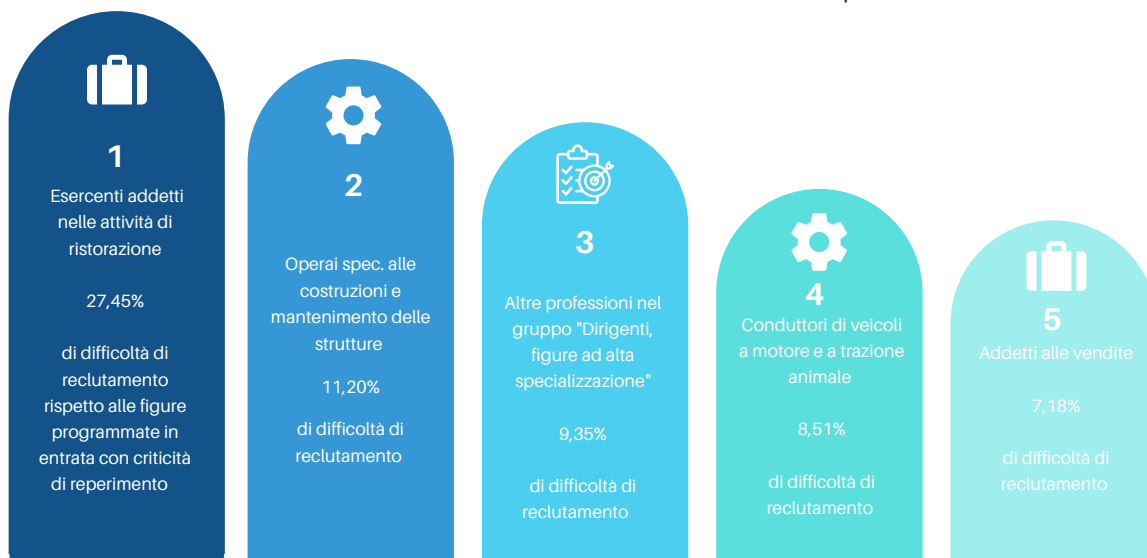 1
Esercenti addetti
nelle attività di
ristorazione
27,45%
di difficoltà di
reclutamento
rispetto alle figure
programmate in
entrata con criticità
di reperimento
2
Operai spec. alle
costruzioni e
mantenimento delle
strutture
11,20%
di difficoltà di
reclutamento
3
Altre professioni nel
gruppo "Dirigenti,
figure ad alta
specializzazione"
9,35%
di difficoltà di
reclutamento
4
Conduttori di veicoli
a motore e a trazione
animale
8,51%
di difficoltà di
reclutamento
5
Addetti alle vendite
7,18%
di difficoltà di
reclutamento